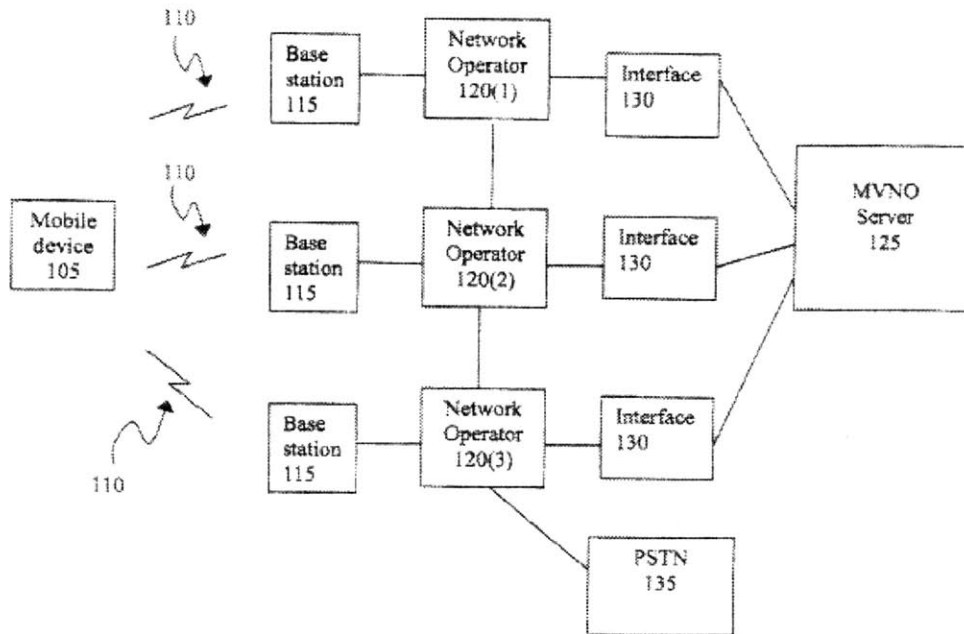 110
Base
station
115
Network
Operator
120(1)
Interface
130
110
Mobile
device
105
Base
station
115
Network
Operator
120(2)
Interface
130
MVNO
Server
125
110
Base
station
115
Network
Operator
120(3)
Interface
130
PSTN
135